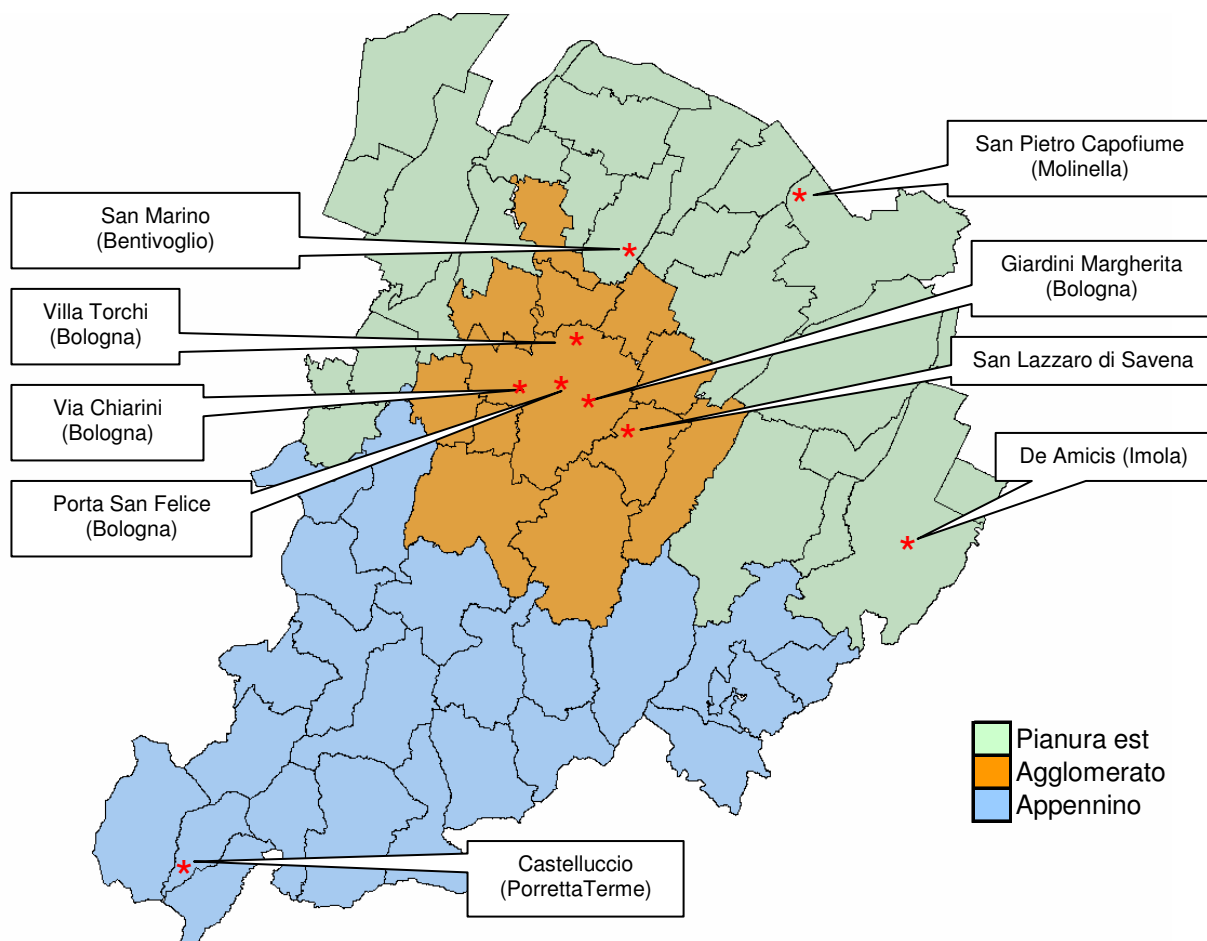 San Pietro Capofiume
(Molinella)
San Marino
(Bentivoglio)
Giardini Margherita
(Bologna)
Villa Torchi
(Bologna)
San Lazzaro di Savena
Via Chiarini
(Bologna)
De Amicis (Imola)
Porta San Felice
(Bologna)
Pianura est
Agglomerato
Appennino
Castelluccio
(PorrettaTerme)